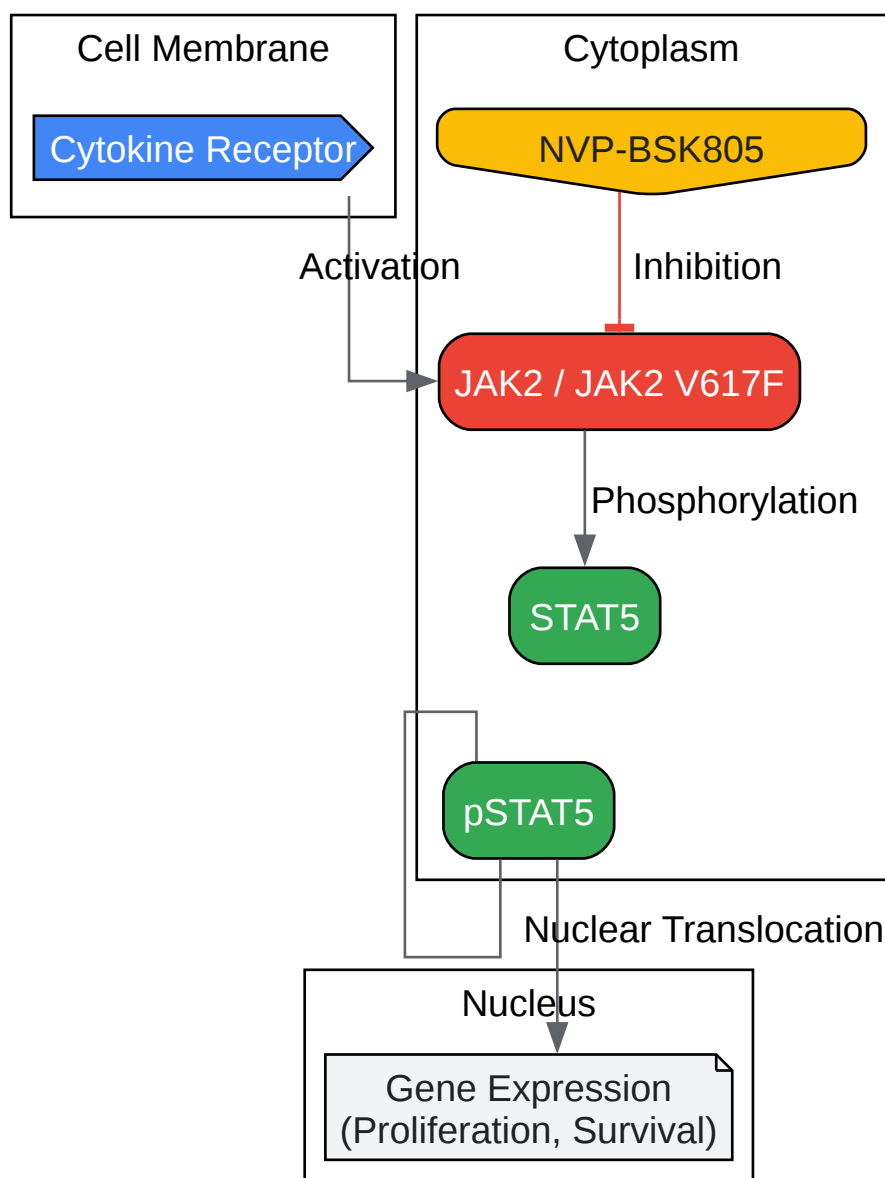 Cell Membrane
Cytoplasm
Cytokine Receptor
NVP-BSK805
Activation
Inhibition
JAK2 / JAK2 V617F
Phosphorylation
STAT5
pSTAT5
Nuclear Translocation
Nucleus
Gene Expression
(Proliferation, Survival)